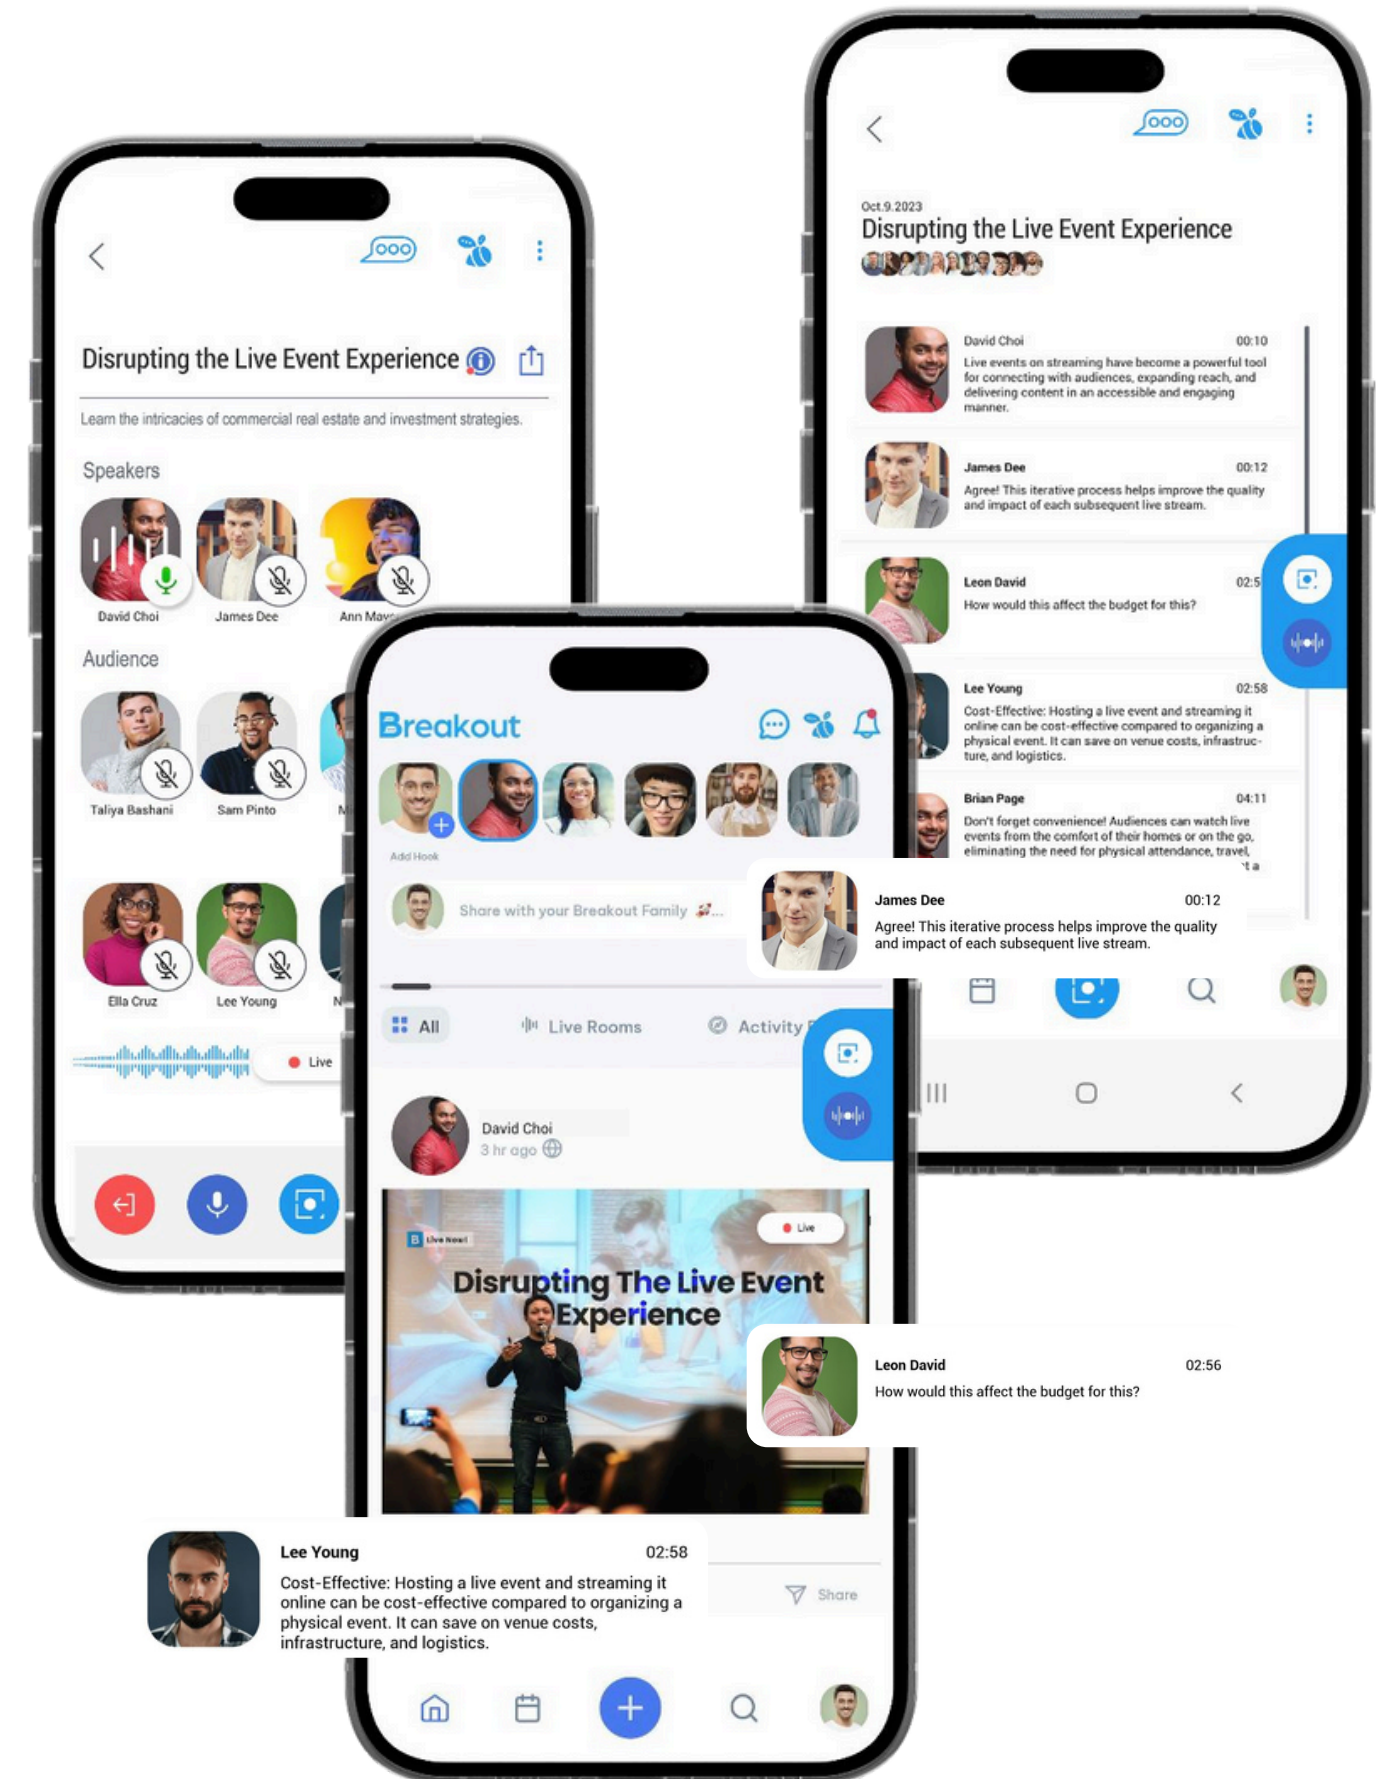 Disrupting the Live Event Experience
Learn the intricacies of commercial real estate and investment strategies.
Speakers
David Choi
James Dee
Ann May
Audience
Taliya Bashani
Sam Pinto
Ella Cruz
Lee Young
Live
Oct.9.2023
Disrupting the Live Event Experience
David Choi 00:10
Live events on streaming have become a powerful tool
for connecting with audiences, expanding reach, and
delivering content in an accessible and engaging
manner.
James Dee 00:12
Agree! This iterative process helps improve the quality
and impact of each subsequent live stream.
Leon David 02:5
How would this affect the budget for this?
Lee Young 02:58
Cost-Effective: Hosting a live event and streaming it
online can be cost-effective compared to organizing a
physical event. It can save on venue costs, infrastruc-
ture, and logistics.
Brian Page 04:11
Don't forget convenience! Audiences can watch live
events from the comfort of their homes or on the go,
eliminating the need for physical attendance, travel,
Breakout
Add Hook
Share with your Breakout Family 🚀...
All
Live Rooms
Activity
David Choi
3 hr ago
B Live Now!
Live
Disrupting The Live Event
Experience
Share
James Dee 00:12
Agree! This iterative process helps improve the quality
and impact of each subsequent live stream.
Leon David 02:56
How would this affect the budget for this?
Lee Young 02:58
Cost-Effective: Hosting a live event and streaming it
online can be cost-effective compared to organizing a
physical event. It can save on venue costs,
infrastructure, and logistics.